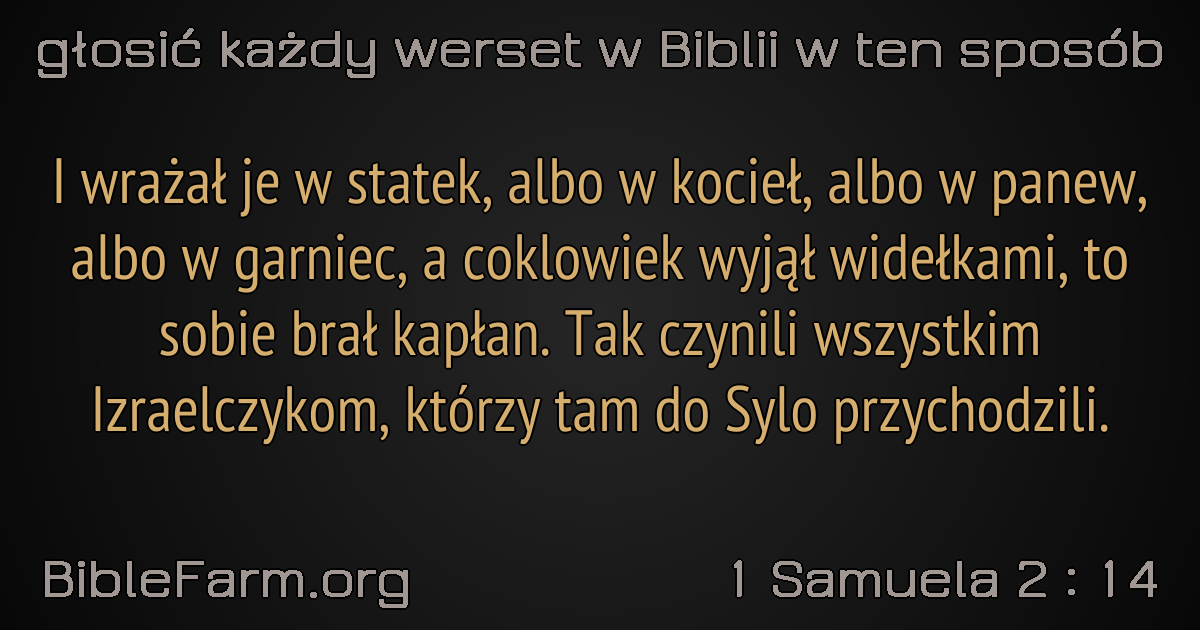 głosić każdy werset w Biblii w ten sposób
I wrażał je w statek, albo w kocieł, albo w panew,
albo w garniec, a coklowiek wyjął widełkami, to
sobie brał kapłan. Tak czynili wszystkim
Izraelczykom, którzy tam do Sylo przychodzili.
BibleFarm.org
1 Samuela 2 : 14